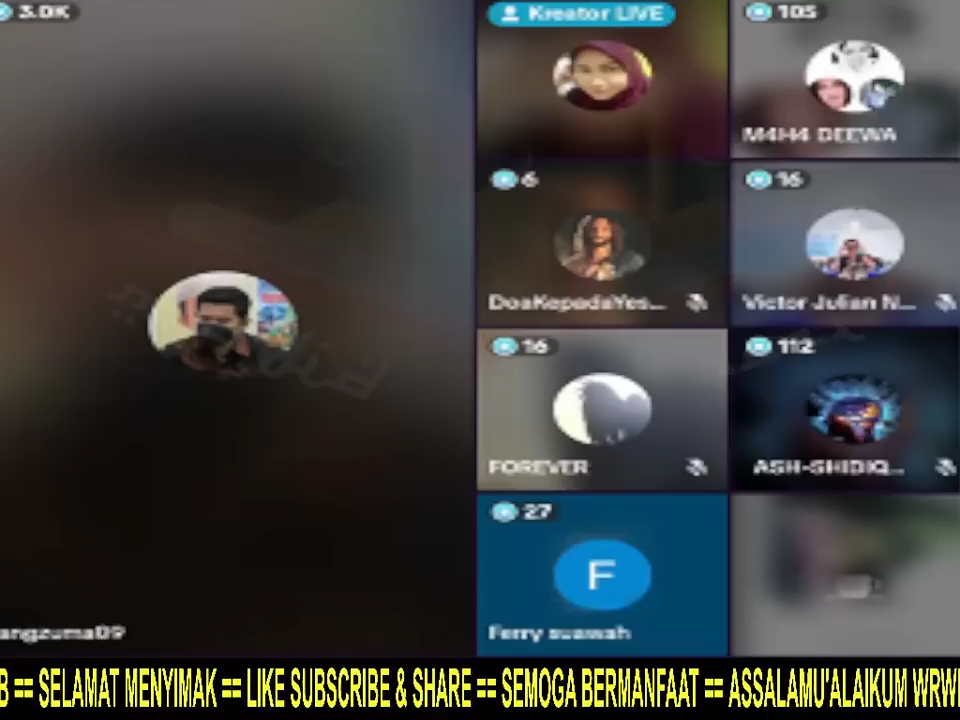 3.0K
Kreator LIVE
105
M4H4 DEEWA
6
16
DoaKepadaYes...
Victor Julian N...
16
112
FOREVER
ASH-SHIDIQ...
27
F
Ferry suawah
angzuma09
B == SELAMAT MENYIMAK == LIKE SUBSCRIBE & SHARE == SEMOGA BERMANFAAT == ASSALAMU'ALAIKUM WRW